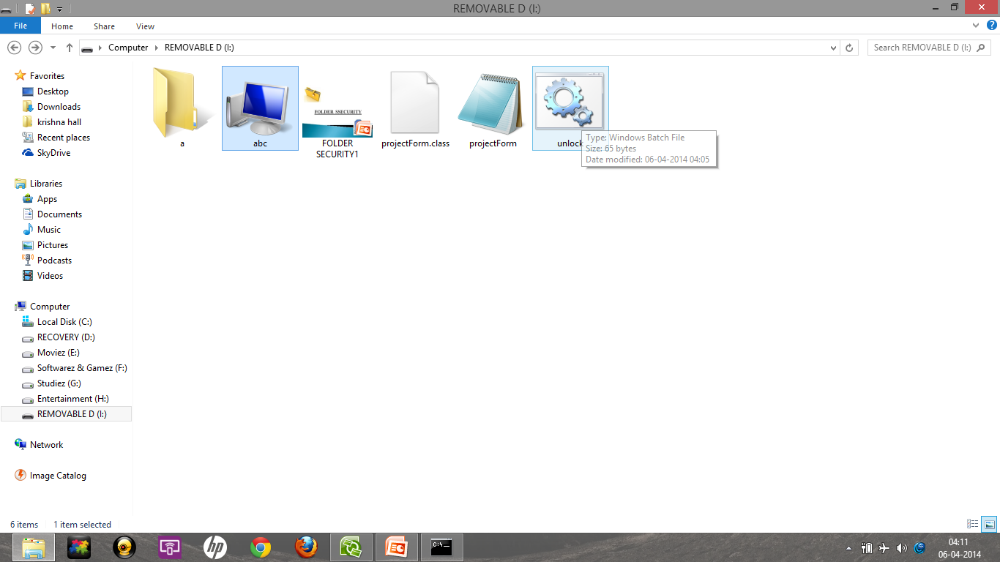 REMOVABLE D (I:)
File Home Share View
Computer REMOVABLE D (I:)
Search REMOVABLE D (I:)
Favorites
Desktop
Downloads
krishna hall
Recent places
SkyDrive
Libraries
Apps
Documents
Music
Pictures
Podcasts
Videos
Computer
Local Disk (C:)
RECOVERY (D:)
Moviez (E:)
Softwarez & Gamez (F:)
Studiez (G:)
Entertainment (H:)
REMOVABLE D (I:)
Network
Image Catalog
a
abc
FOLDER SSECURITY
FOLDER
SECURITY1
projectForm.class
projectForm
unlock
Type: Windows Batch File
Size: 65 bytes
Date modified: 06-04-2014 04:05
6 items 1 item selected
hp
C:\_
04:11
06-04-2014